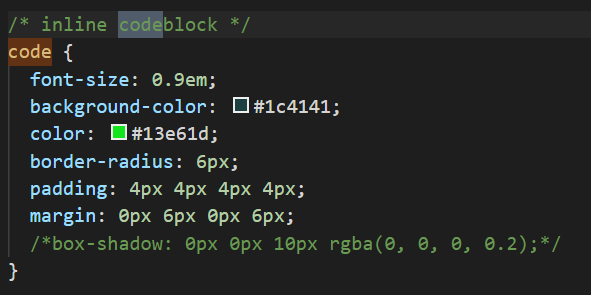 /* inline codeblock */
code {
font-size: 0.9em;
background-color: #1c4141;
color: #13e61d;
border-radius: 6px;
padding: 4px 4px 4px 4px;
margin: 0px 6px 0px 6px;
/*box-shadow: 0px 0px 10px rgba(0, 0, 0, 0.2);*/
}